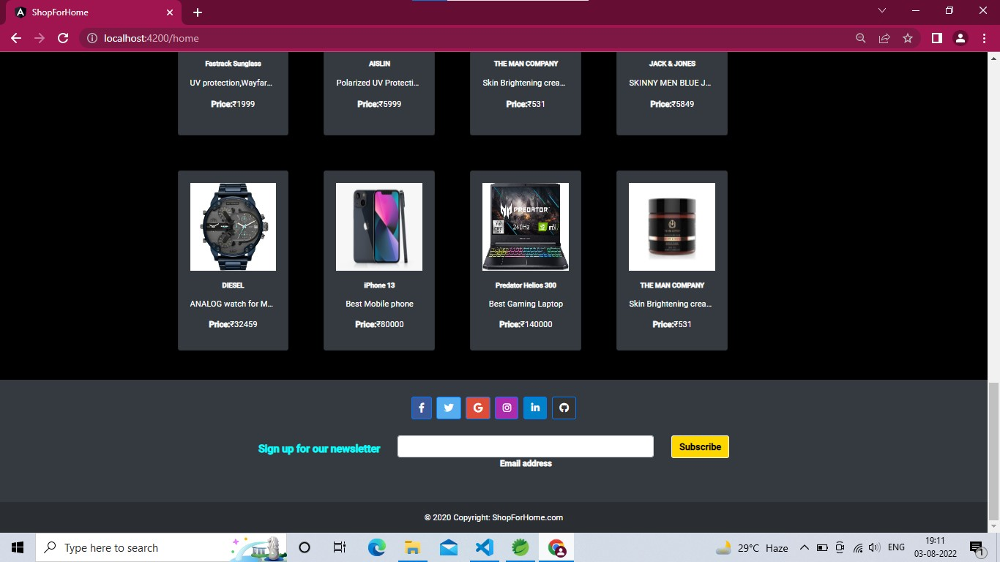 ShopForHome
localhost:4200/home
Fastrack Sunglass
AISLIN
THE MAN COMPANY
JACK & JONES
UV protection,Wayfar...
Polarized UV Protecti...
Skin Brightening crea...
SKINNY MEN BLUE J...
Price:₹1999
Price:₹5999
Price:₹531
Price:₹5849
PREDATOR
240Hz
RTX
DIESEL
iPhone 13
Predator Helios 300
THE MAN COMPANY
ANALOG watch for M...
Best Mobile phone
Best Gaming Laptop
Skin Brightening crea...
Price:₹32459
Price:₹80000
Price:₹140000
Price:₹531
Sign up for our newsletter
Subscribe
Email address
© 2020 Copyright: ShopForHome.com
Type here to search
29°C Haze
ENG
19:11
03-08-2022
1